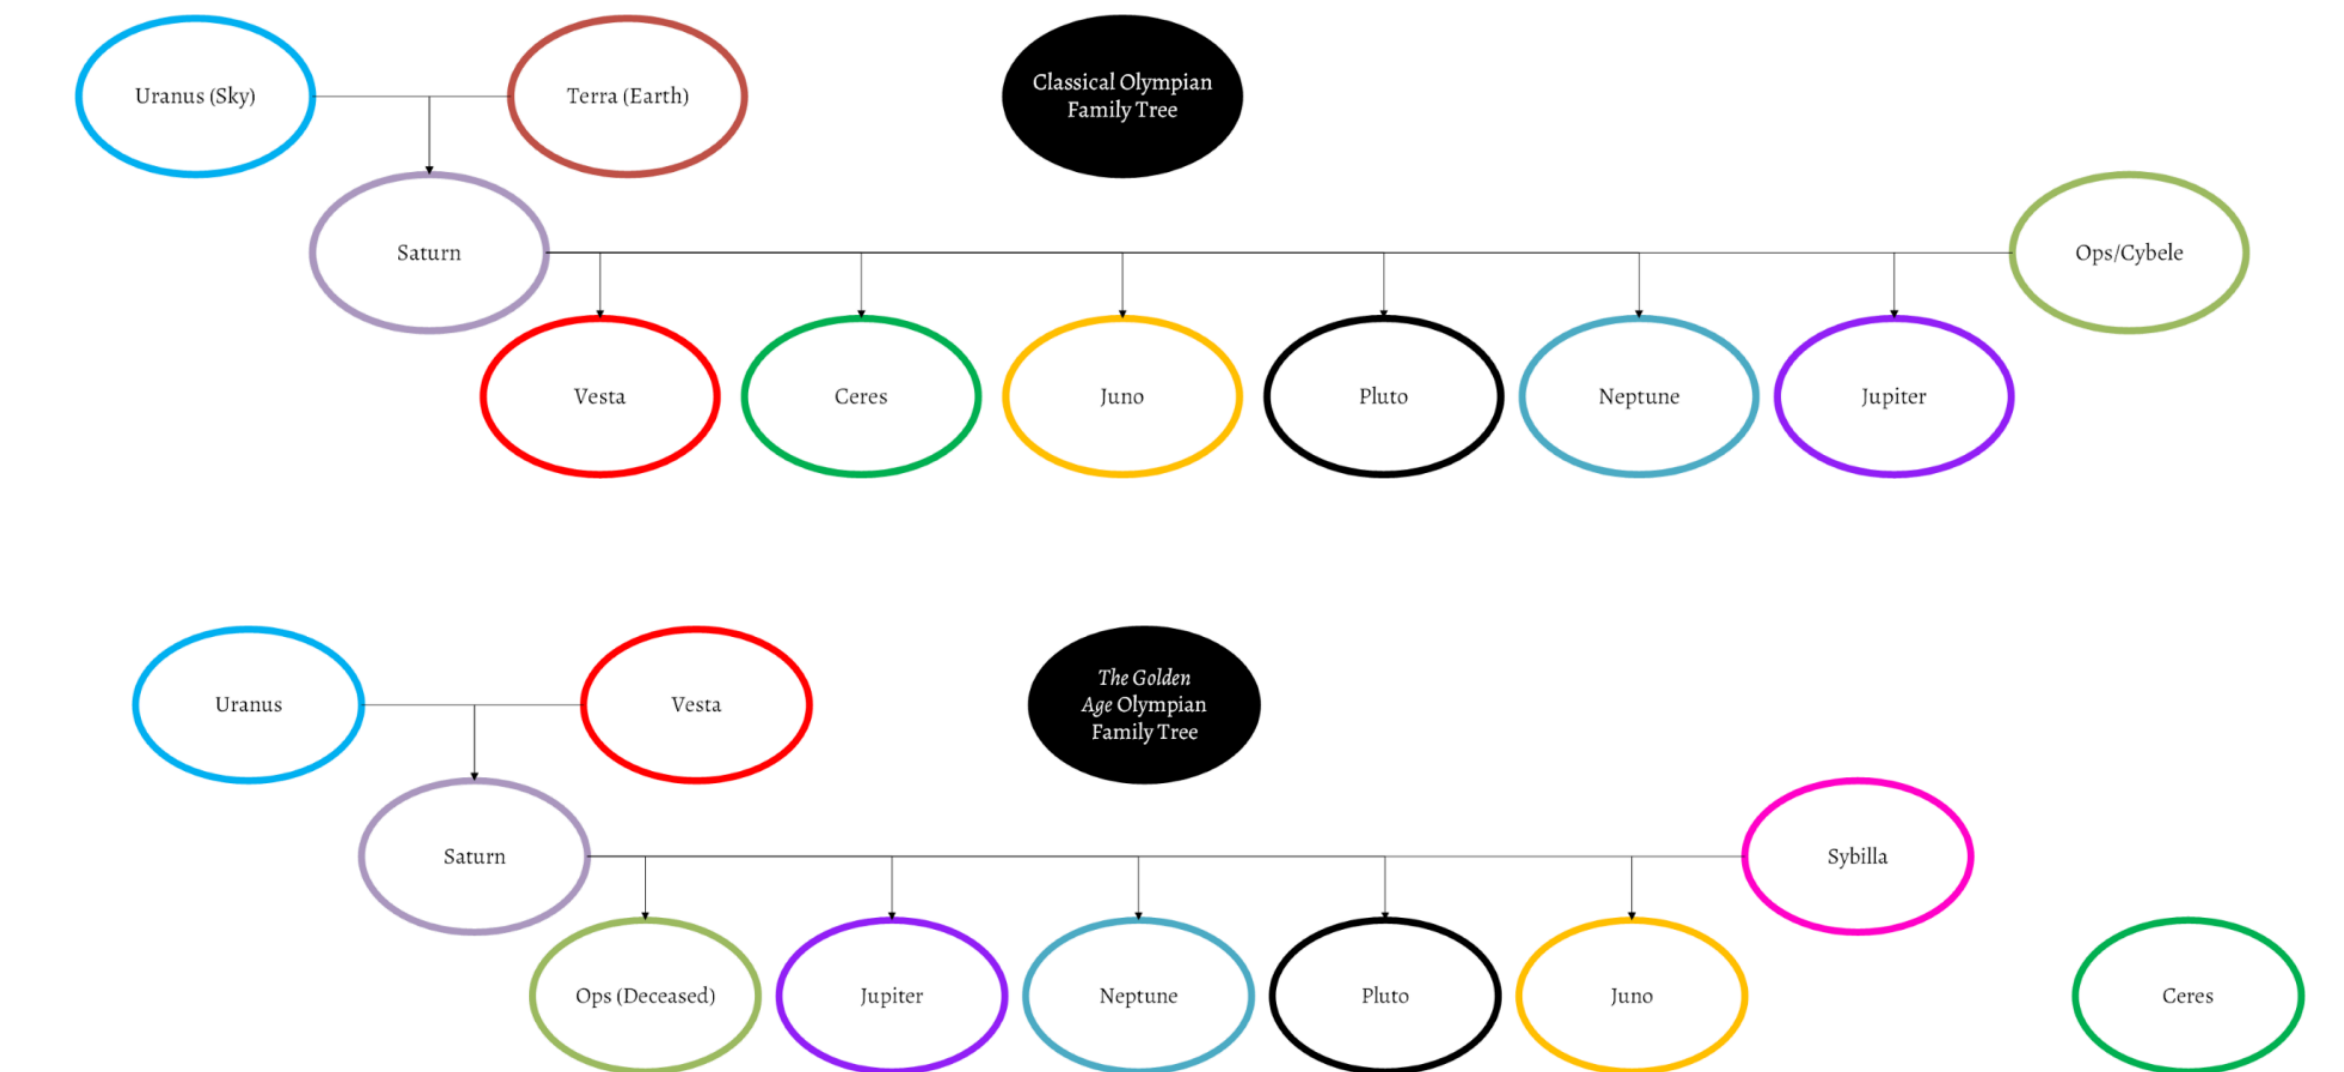 Uranus (Sky)
Terra (Earth)
Classical Olympian
Family Tree
Saturn
Ops/Cybele
Vesta
Ceres
Juno
Pluto
Neptune
Jupiter
Uranus
Vesta
The Golden
Age Olympian
Family Tree
Saturn
Sybilla
Ops (Deceased)
Jupiter
Neptune
Pluto
Juno
Ceres